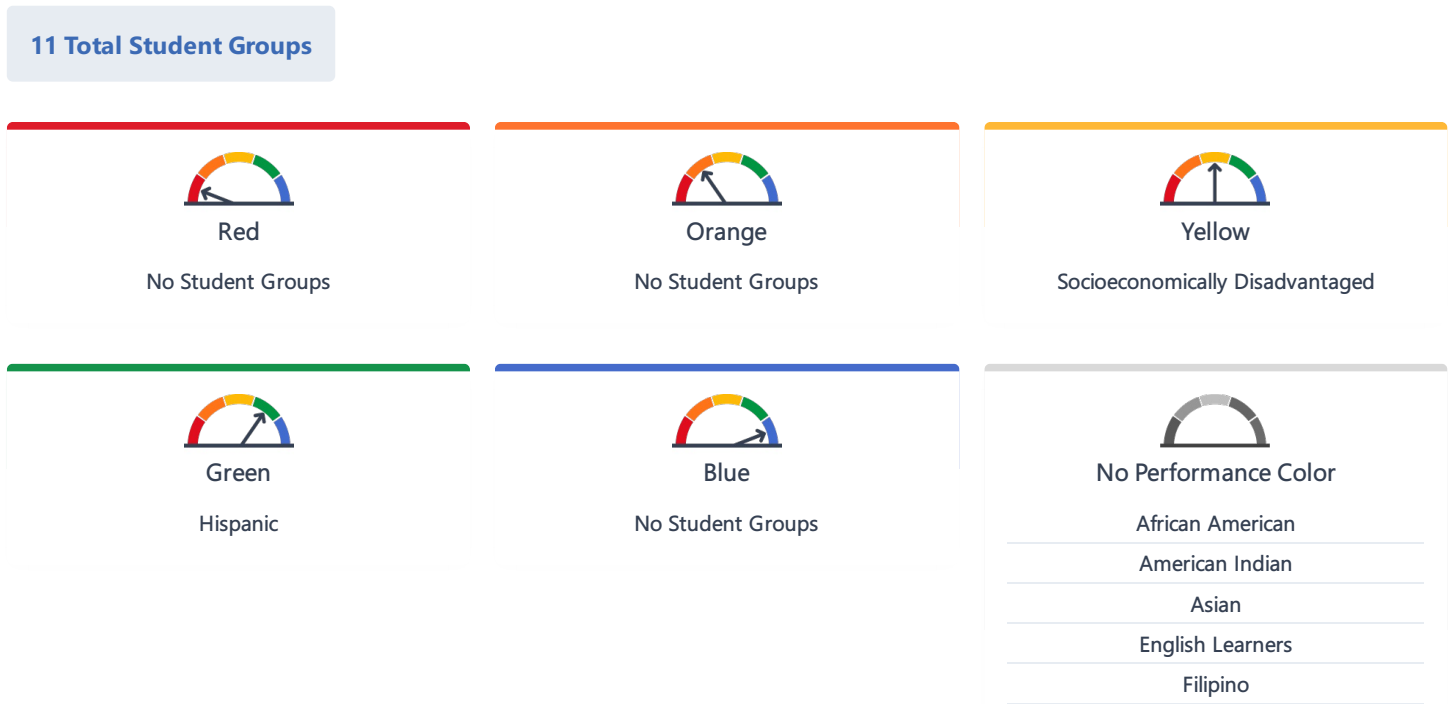 11 Total Student Groups
Red
No Student Groups
Orange
No Student Groups
Yellow
Socioeconomically Disadvantaged
Green
Hispanic
Blue
No Student Groups
No Performance Color
African American
American Indian
Asian
English Learners
Filipino